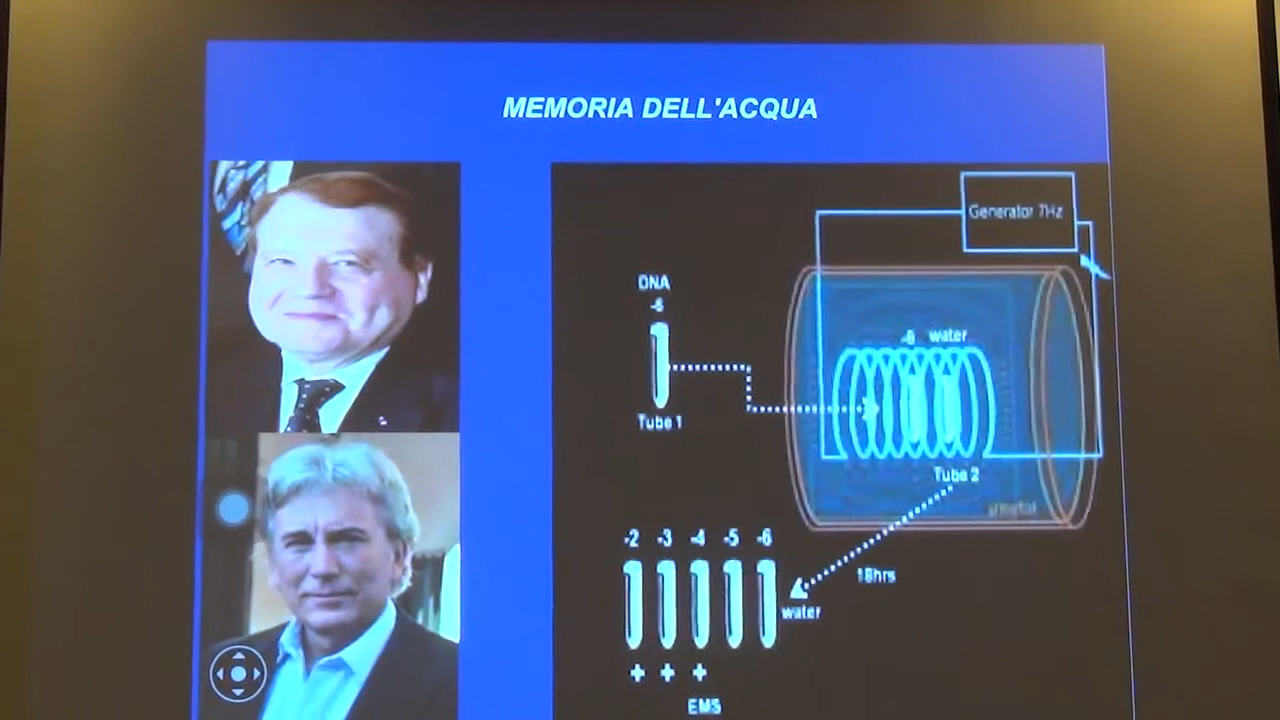 MEMORIA DELL'ACQUA
Generator 7Hz
DNA
-6
Tube 1
-6 water
Tube 2
µmetal
-2 -3 -4 -5 -6
18hrs
water
+ + +
EMS